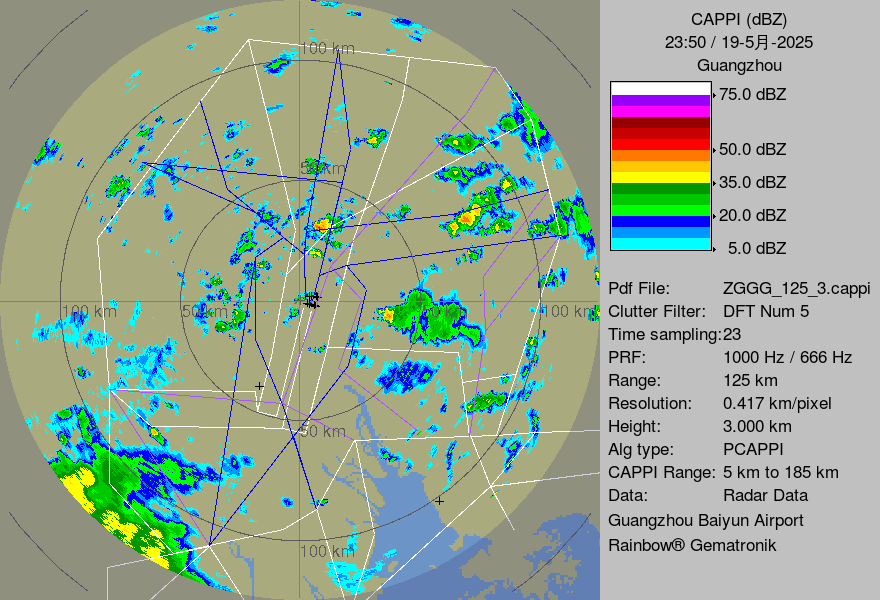 CAPPI (dBZ)
23:50 / 19-5月-2025
Guangzhou
75.0 dBZ
50.0 dBZ
35.0 dBZ
20.0 dBZ
5.0 dBZ
Pdf File: ZGGG_125_3.cappi
Clutter Filter: DFT Num 5
Time sampling:23
PRF: 1000 Hz / 666 Hz
Range: 125 km
Resolution: 0.417 km/pixel
Height: 3.000 km
Alg type: PCAPPI
CAPPI Range: 5 km to 185 km
Data: Radar Data
Guangzhou Baiyun Airport
Rainbow® Gematronik
100 km
50 km
100 km
50 km
50 km
100 km
50 km
100 km